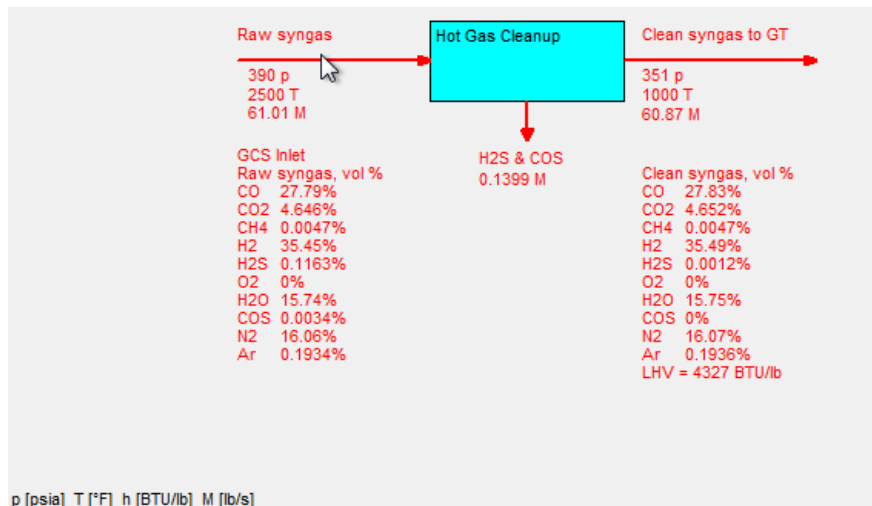 Raw syngas
390 p
2500 T
61.01 M
Hot Gas Cleanup
Clean syngas to GT
351 p
1000 T
60.87 M
H2S & COS
0.1399 M
GCS Inlet
Raw syngas, vol %
CO 27.79%
CO2 4.646%
CH4 0.0047%
H2 35.45%
H2S 0.1163%
O2 0%
H2O 15.74%
COS 0.0034%
N2 16.06%
Ar 0.1934%
Clean syngas, vol %
CO 27.83%
CO2 4.652%
CH4 0.0047%
H2 35.49%
H2S 0.0012%
O2 0%
H2O 15.75%
COS 0%
N2 16.07%
Ar 0.1936%
LHV = 4327 BTU/lb
p [psia] T [°F] h [BTU/lb] M [lb/s]